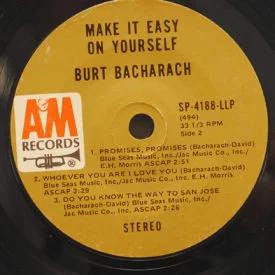 MAKE IT EASY
ON YOURSELF
BURT BACHARACH
A&M
RECORDS
SP-4188-LLP
(494)
33 1/3 RPM
Side 2
1. PROMISES, PROMISES (Bacharach-David)
Blue Seas Music, Inc./Jac Music Co., Inc./
E.H. Morris ASCAP 2:51
2. WHOEVER YOU ARE I LOVE YOU (Bacharach-David)
Blue Seas Music, Inc./Jac Music Co., Inc./E.H. Morris
ASCAP 3:29
3. DO YOU KNOW THE WAY TO SAN JOSE
(Bacharach-David) Blue Seas Music, Inc./
Jac Music Co., Inc. ASCAP 2:26
STEREO